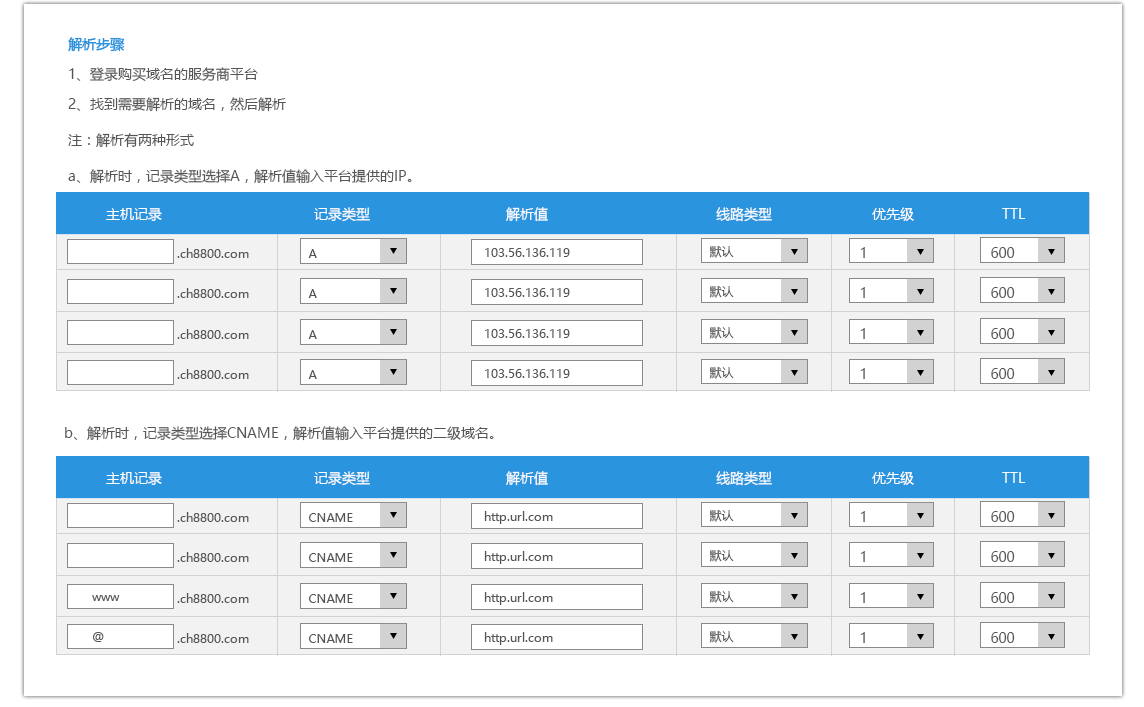 解析步骤
1、登录购买域名的服务商平台
2、找到需要解析的域名，然后解析
注：解析有两种形式
a、解析时，记录类型选择A，解析值输入平台提供的IP。
主机记录 记录类型 解析值 线路类型 优先级 TTL
.ch8800.com A 103.56.136.119 默认 1 600
.ch8800.com A 103.56.136.119 默认 1 600
.ch8800.com A 103.56.136.119 默认 1 600
.ch8800.com A 103.56.136.119 默认 1 600
b、解析时，记录类型选择CNAME，解析值输入平台提供的二级域名。
主机记录 记录类型 解析值 线路类型 优先级 TTL
.ch8800.com CNAME http.url.com 默认 1 600
.ch8800.com CNAME http.url.com 默认 1 600
www .ch8800.com CNAME http.url.com 默认 1 600
@ .ch8800.com CNAME http.url.com 默认 1 600